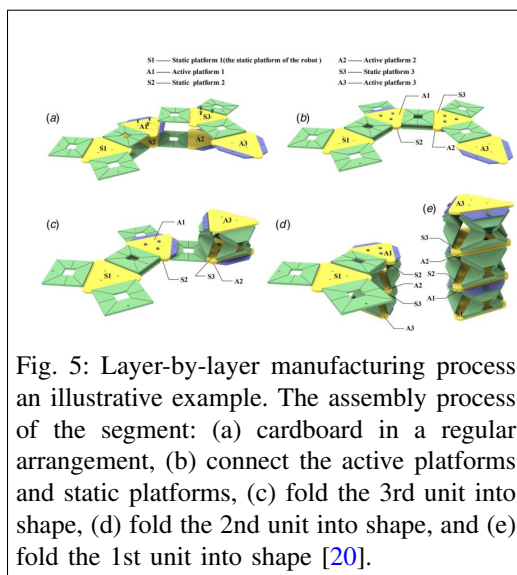 S1 —— Static platform 1(the static platform of the robot )
A1 —— Active platform 1
S2 —— Static platform 2
A2 —— Active platform 2
S3 —— Static platform 3
A3 —— Active platform 3
(a)
A1
S3
S1
S2
A2
A3
(b)
A1
S3
S1
A3
S2
A2
(c)
A1
A3
S1
S2
S3
A2
(d)
A1
S1
S2
A2
S3
A3
(e)
A3
S3
A2
S2
A1
S1
Fig. 5: Layer-by-layer manufacturing process
an illustrative example. The assembly process
of the segment: (a) cardboard in a regular
arrangement, (b) connect the active platforms
and static platforms, (c) fold the 3rd unit into
shape, (d) fold the 2nd unit into shape, and (e)
fold the 1st unit into shape [20].